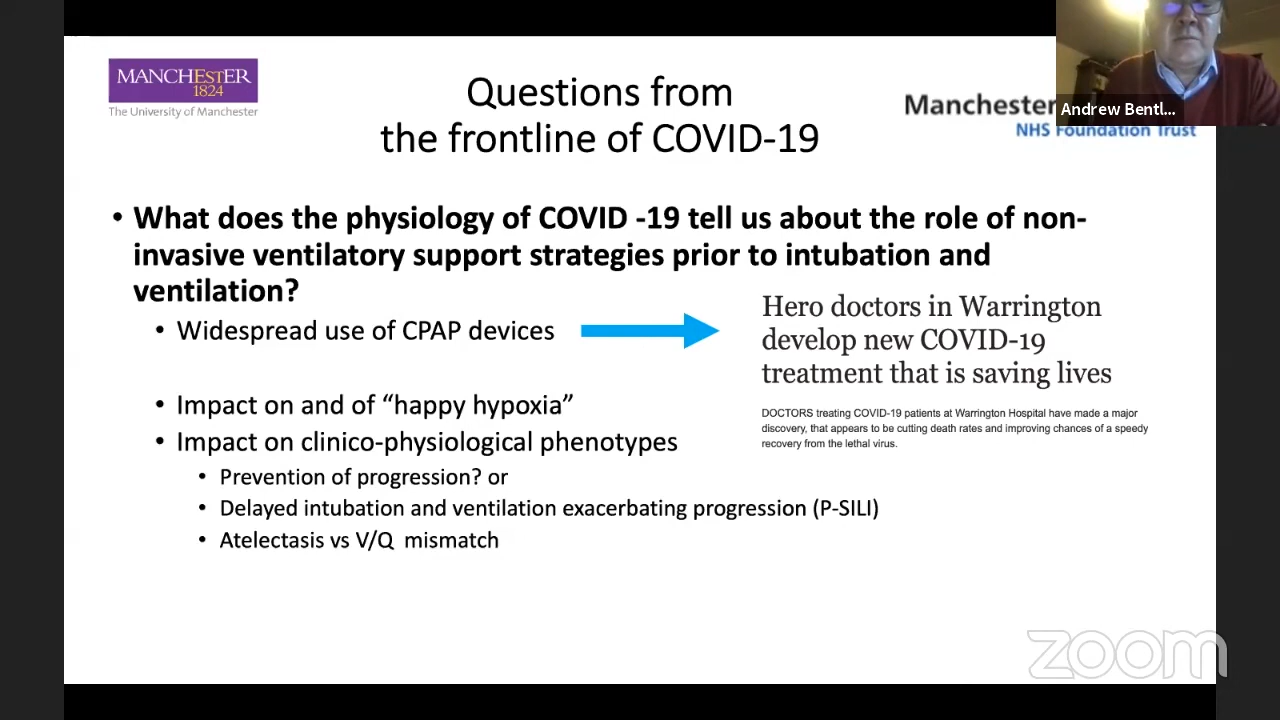 MANCHESTER
1824
The University of Manchester
Questions from
the frontline of COVID-19
Manchester
NHS Foundation Trust
Andrew Bentl...
• What does the physiology of COVID -19 tell us about the role of non-
invasive ventilatory support strategies prior to intubation and
ventilation?
• Widespread use of CPAP devices
Hero doctors in Warrington
develop new COVID-19
treatment that is saving lives
DOCTORS treating COVID-19 patients at Warrington Hospital have made a major
discovery, that appears to be cutting death rates and improving chances of a speedy
recovery from the lethal virus.
• Impact on and of “happy hypoxia”
• Impact on clinico-physiological phenotypes
• Prevention of progression? or
• Delayed intubation and ventilation exacerbating progression (P-SILI)
• Atelectasis vs V/Q mismatch
zoom